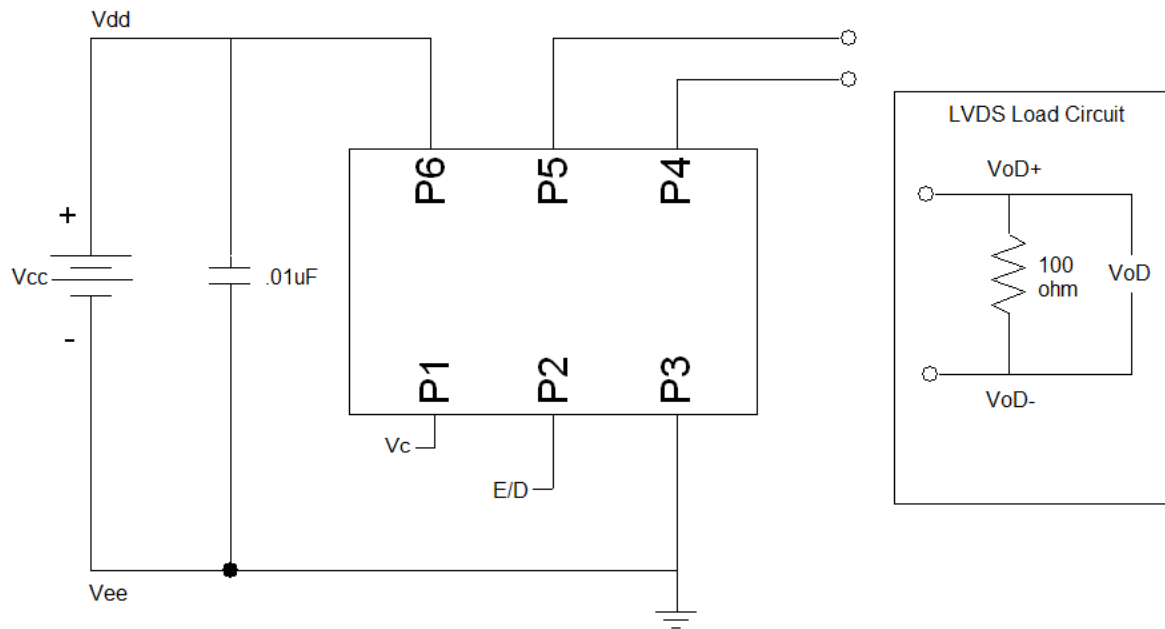 Vdd
LVDS Load Circuit
P6
P5
P4
VoD+
+
Vcc
.01uF
100
ohm
VoD
-
P1
P2
P3
VoD-
Vc
E/D
Vee